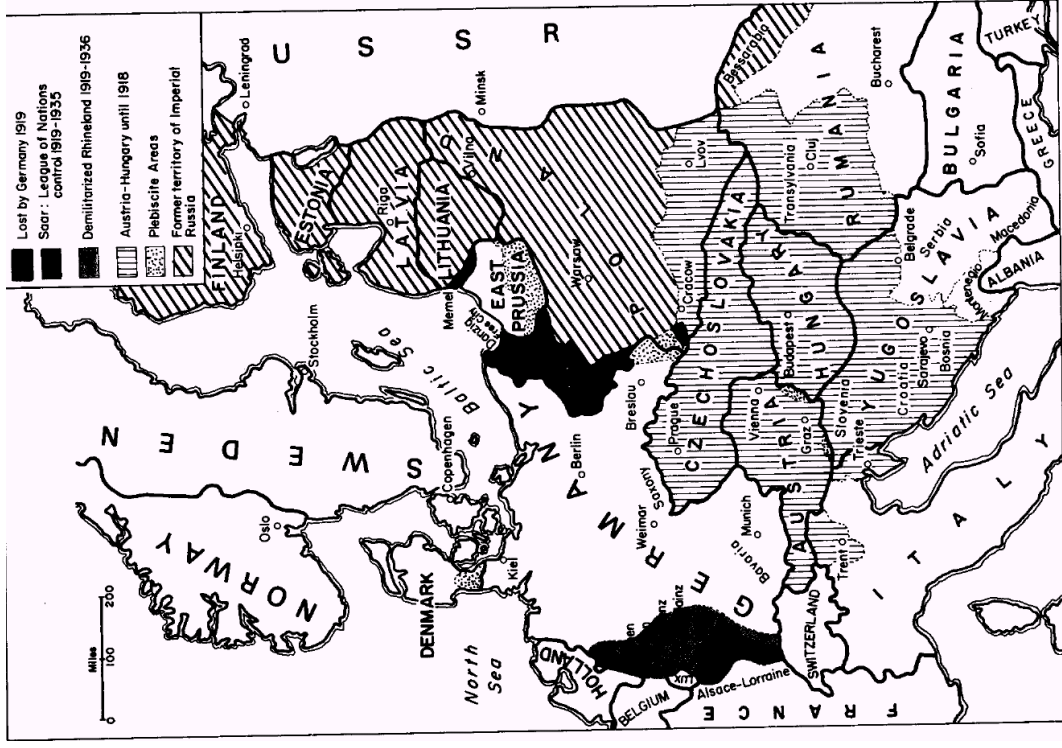 Lost by Germany 1919
Saar: League of Nations
control 1919-1935
Demilitarized Rhineland 1919-1936
Austria-Hungary until 1918
Plebiscite Areas
Former territory of Imperial
Russia
Miles
0 100 200
NORWAY
Oslo
SWEDEN
Stockholm
FINLAND
Helsinki
Leningrad
USSR
ESTONIA
Riga
LATVIA
LITHUANIA
Memel
Vilna
Minsk
Baltic
Sea
North
Sea
DENMARK
Copenhagen
Kiel
Danzig
Free City
EAST
PRUSSIA
POLAND
Warsaw
Cracow
Lvov
HOLLAND
BELGIUM
LUX
Alsace-Lorraine
FRANCE
GERMANY
Berlin
Breslau
Weimar
Saxony
Bavaria
Munich
SWITZERLAND
CZECHOSLOVAKIA
Prague
AUSTRIA
Vienna
Graz
HUNGARY
Budapest
RUMANIA
Transylvania
Cluj
Bessarabia
Bucharest
ITALY
Trent
Trieste
Adriatic Sea
YUGOSLAVIA
Slovenia
Croatia
Sarajevo
Bosnia
Belgrade
Serbia
Montenegro
Macedonia
ALBANIA
BULGARIA
Sofia
GREECE
TURKEY